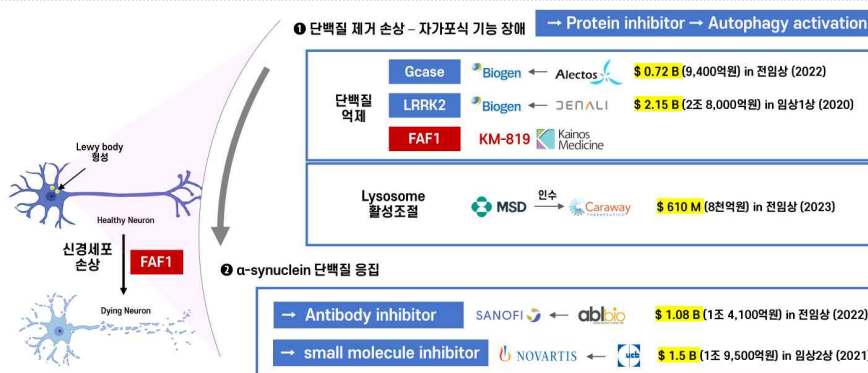 ❶ 단백질 제거 손상 – 자가포식 기능 장애
→ Protein inhibitor → Autophagy activation
단백질
억제
Gcase
Biogen ← Alectos
$ 0.72 B (9,400억원) in 전임상 (2022)
LRRK2
Biogen ← DENALI
$ 2.15 B (2조 8,000억원) in 임상1상 (2020)
FAF1
KM-819 Kainos
Medicine
Lysosome
활성조절
MSD 인수 → Caraway
THERAPEUTICS
$ 610 M (8천억원) in 전임상 (2023)
Lewy body
형성
Healthy Neuron
신경세포
손상
FAF1
Dying Neuron
❷ α-synuclein 단백질 응집
→ Antibody inhibitor
SANOFI ← ablbio
$ 1.08 B (1조 4,100억원) in 전임상 (2022)
→ small molecule inhibitor
NOVARTIS ← ucb
$ 1.5 B (1조 9,500억원) in 임상2상 (2021)